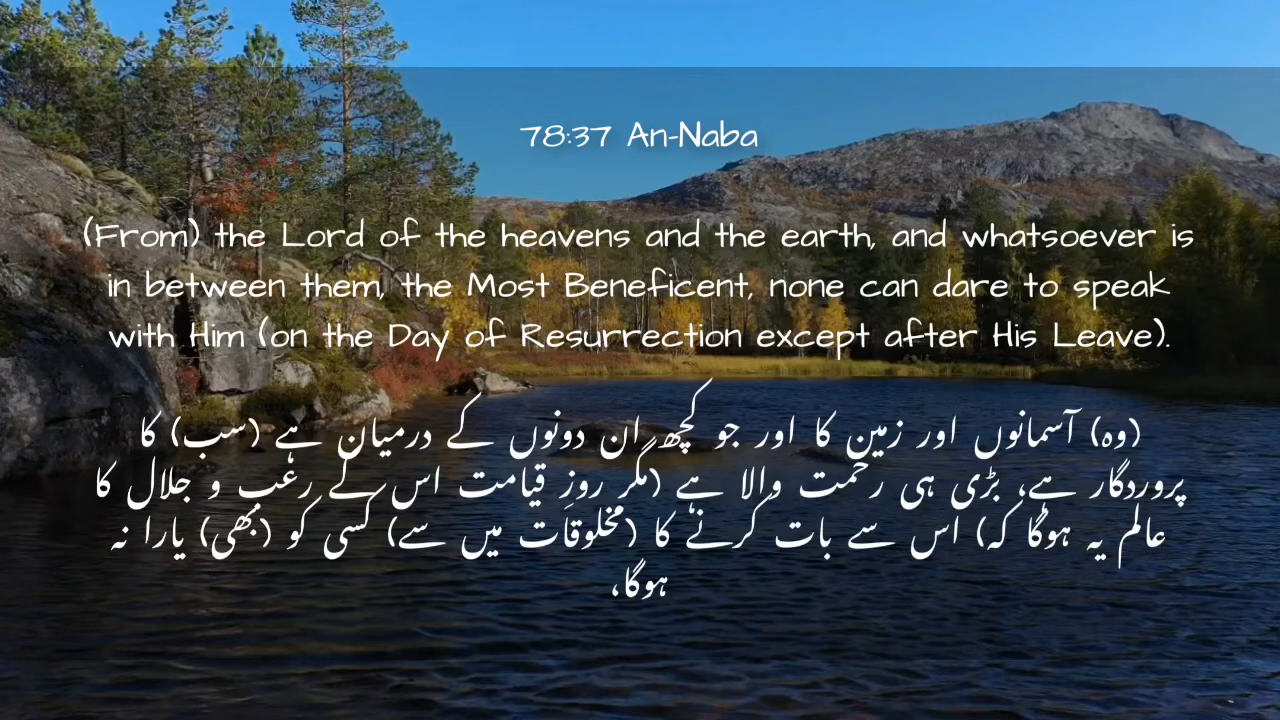 78:37 An-Naba
(From) the Lord of the heavens and the earth, and whatsoever is
in between them, the Most Beneficent, none can dare to speak
with Him (on the Day of Resurrection except after His Leave).
(وہ) آسمانوں اور زمین کا اور جو کچھ ان دونوں کے درمیان ہے (سب) کا
پروردگار ہے، بڑی ہی رحمت والا ہے (مگر روزِ قیامت اس کے رعب و جلال کا
عالم یہ ہوگا کہ) اس سے بات کرنے کا (مخلوقات میں سے) کسی کو (بھی) یارا نہ
ہوگا،